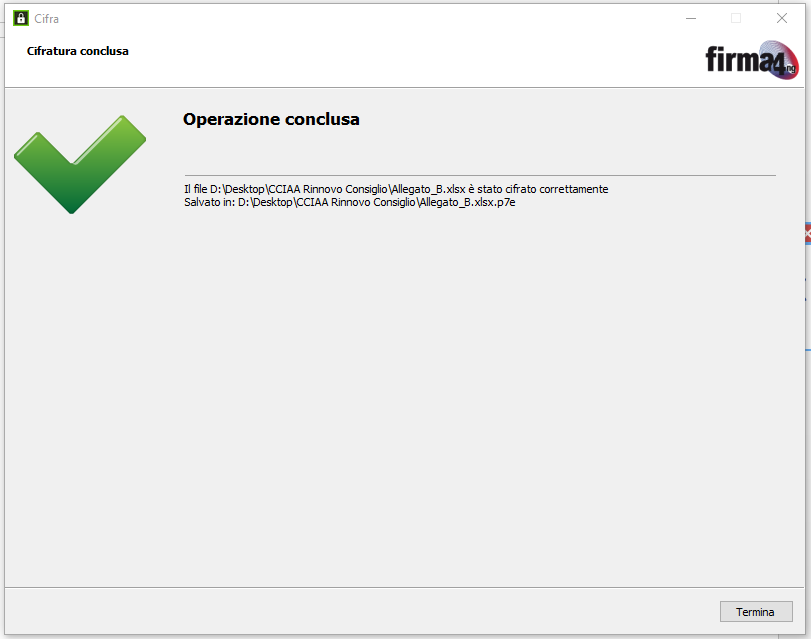 Cifra
Cifratura conclusa
firma4ng
Operazione conclusa
Il file D:\Desktop\CCIAA Rinnovo Consiglio\Allegato_B.xlsx è stato cifrato correttamente
Salvato in: D:\Desktop\CCIAA Rinnovo Consiglio\Allegato_B.xlsx.p7e
Termina